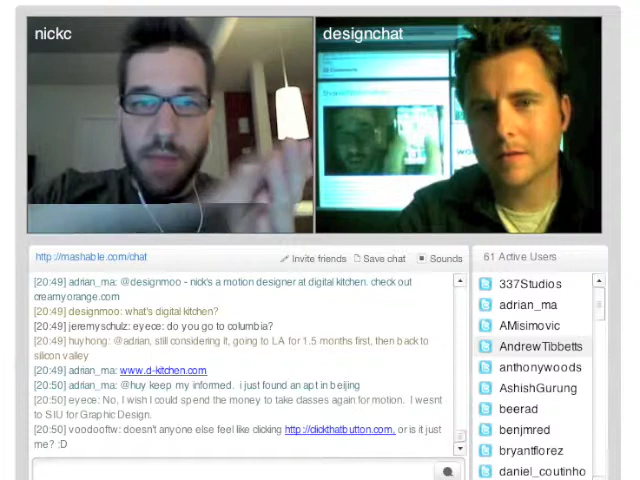 nickc
designchat
http://mashable.com/chat
Invite friends
Save chat
Sounds
61 Active Users
[20:49] adrian_ma: @designmoo - nick's a motion designer at digital kitchen. check out
creamyorange.com
[20:49] designmoo: what's digital kitchen?
[20:49] jeremyschulz: eyece: do you go to columbia?
[20:49] huyhong: @adrian, still considering it, going to LA for 1.5 months first, then back to
silicon valley
[20:49] adrian_ma: www.d-kitchen.com
[20:50] adrian_ma: @huy keep my informed.  i just found an apt in beijing
[20:50] eyece: No, I wish I could spend the money to take classes again for motion.  I wesnt
to SIU for Graphic Design.
[20:50] voodooftw: doesn't anyone else feel like clicking http://clickthatbutton.com, or is it just
me? :D
337Studios
adrian_ma
AMisimovic
AndrewTibbetts
anthonywoods
AshishGurung
beerad
benjmred
bryantflorez
daniel_coutinho